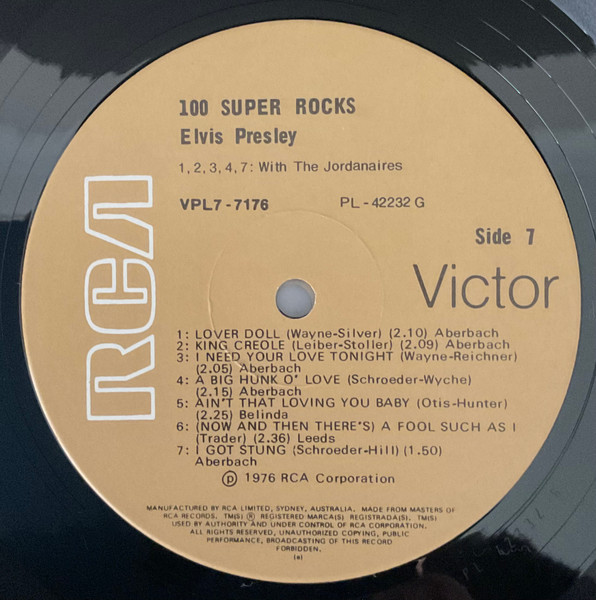 100 SUPER ROCKS
Elvis Presley
1, 2, 3, 4, 7: With The Jordanaires
VPL7-7176 PL-42232 G
Side 7
RCA
Victor
1: LOVER DOLL (Wayne-Silver) (2.10) Aberbach
2: KING CREOLE (Leiber-Stoller) (2.09) Aberbach
3: I NEED YOUR LOVE TONIGHT (Wayne-Reichner)
(2.05) Aberbach
4: A BIG HUNK O' LOVE (Schroeder-Wyche)
(2.15) Aberbach
5: AIN'T THAT LOVING YOU BABY (Otis-Hunter)
(2.25) Belinda
6: (NOW AND THEN THERE'S) A FOOL SUCH AS I
(Trader) (2.36) Leeds
7: I GOT STUNG (Schroeder-Hill) (1.50)
Aberbach
Ⓟ 1976 RCA Corporation
MANUFACTURED BY RCA LIMITED, SYDNEY, AUSTRALIA. MADE FROM MASTERS OF
RCA RECORDS. TM(S) ® REGISTERED·MARCA(S) REGISTRADA(S). TM(S)
USED BY AUTHORITY AND UNDER CONTROL OF RCA CORPORATION.
ALL RIGHTS RESERVED, UNAUTHORIZED COPYING, PUBLIC
PERFORMANCE, BROADCASTING OF THIS RECORD
FORBIDDEN.
(e)